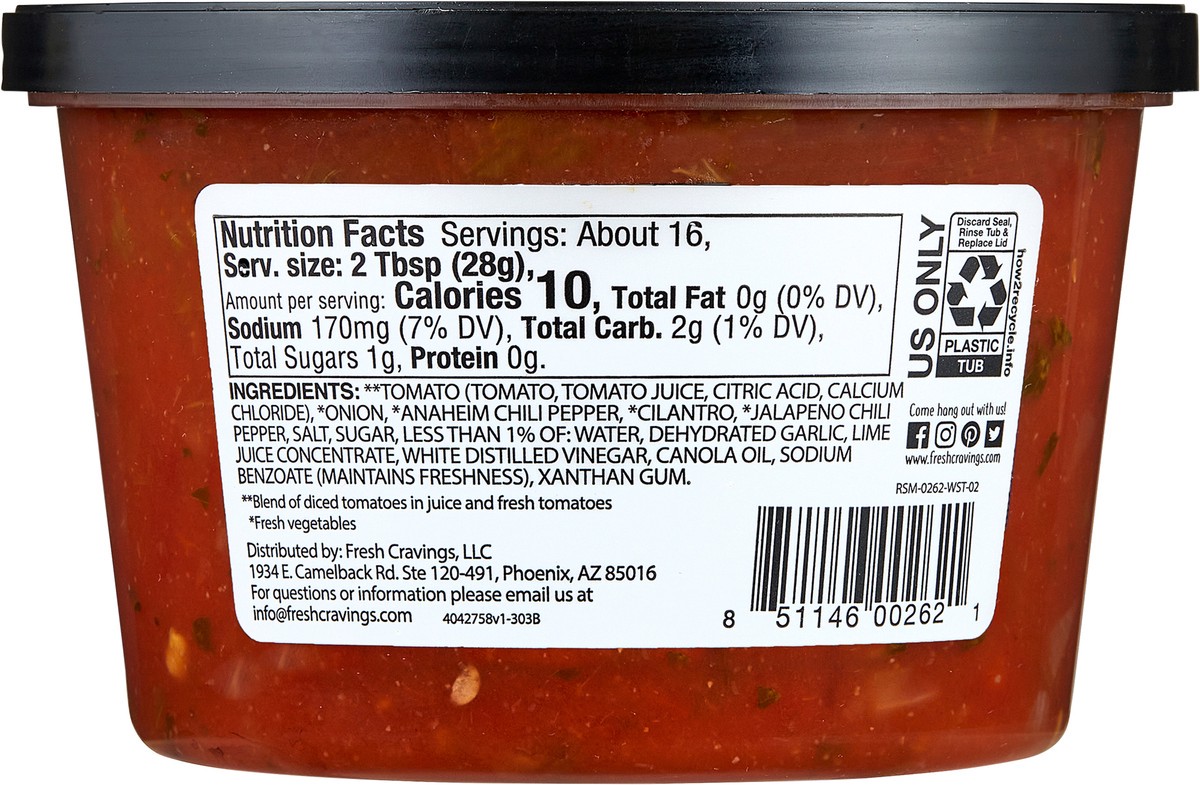 Nutrition Facts Servings: About 16,
Serv. size: 2 Tbsp (28g),
Amount per serving: Calories 10, Total Fat 0g (0% DV),
Sodium 170mg (7% DV), Total Carb. 2g (1% DV),
Total Sugars 1g, Protein 0g.
INGREDIENTS: **TOMATO (TOMATO, TOMATO JUICE, CITRIC ACID, CALCIUM
CHLORIDE), *ONION, *ANAHEIM CHILI PEPPER, *CILANTRO, *JALAPENO CHILI
PEPPER, SALT, SUGAR, LESS THAN 1% OF: WATER, DEHYDRATED GARLIC, LIME
JUICE CONCENTRATE, WHITE DISTILLED VINEGAR, CANOLA OIL, SODIUM
BENZOATE (MAINTAINS FRESHNESS), XANTHAN GUM.
**Blend of diced tomatoes in juice and fresh tomatoes
*Fresh vegetables
Distributed by: Fresh Cravings, LLC
1934 E. Camelback Rd. Ste 120-491, Phoenix, AZ 85016
For questions or information please email us at
info@freshcravings.com 4042758v1-303B
US ONLY
Discard Seal,
Rinse Tub &
Replace Lid
PLASTIC
TUB
how2recycle.info
Come hang out with us!
www.freshcravings.com
RSM-0262-WST-02
8 51146 00262 1